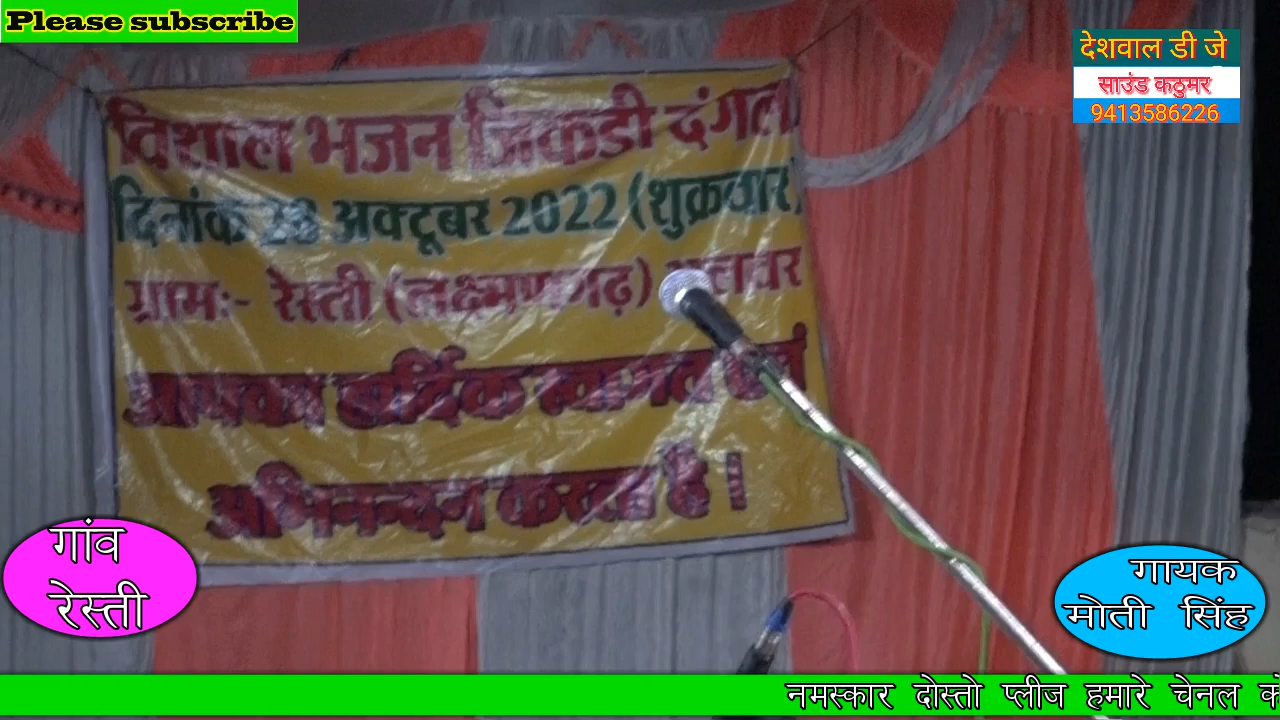 Please subscribe
देशवाल डी जे
साउंड कठुमर
9413586226
विशाल भजन जिकडी दंगल
दिनांक 28 अक्टूबर 2022 (शुक्रवार)
ग्रामः- रेस्ती (लक्ष्मणगढ़) अलवर
आपका हार्दिक स्वागत एवं
अभिनन्दन करता है ।
गांव
रेस्ती
गायक
मोती सिंह
नमस्कार दोस्तो प्लीज हमारे चेनल को